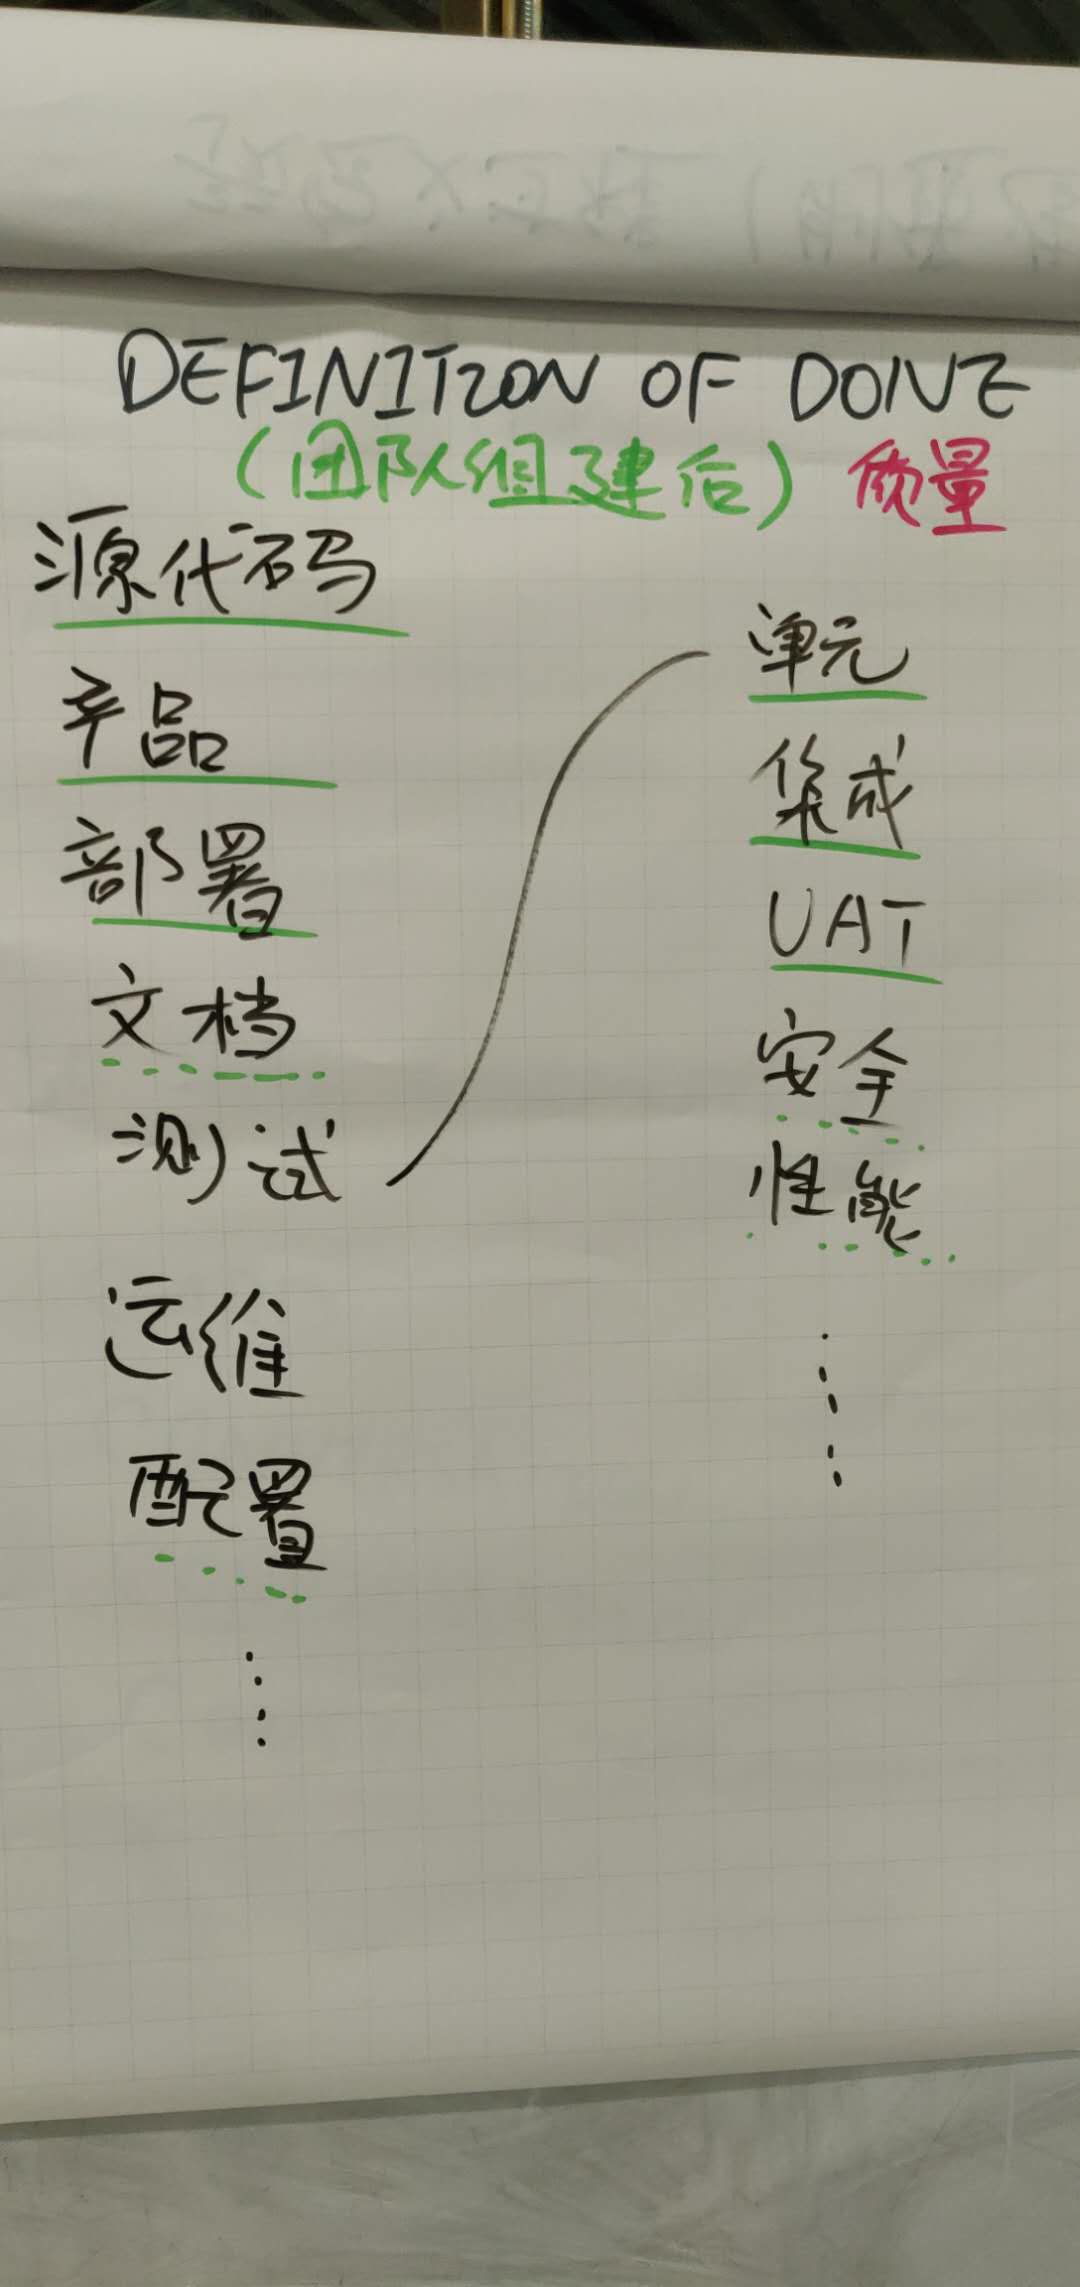 DEFINITION OF DONE
(团队组建后) 质量
源代码
产品
部署
文档
测试
运维
配置
单元
集成
UAT
安全
性能